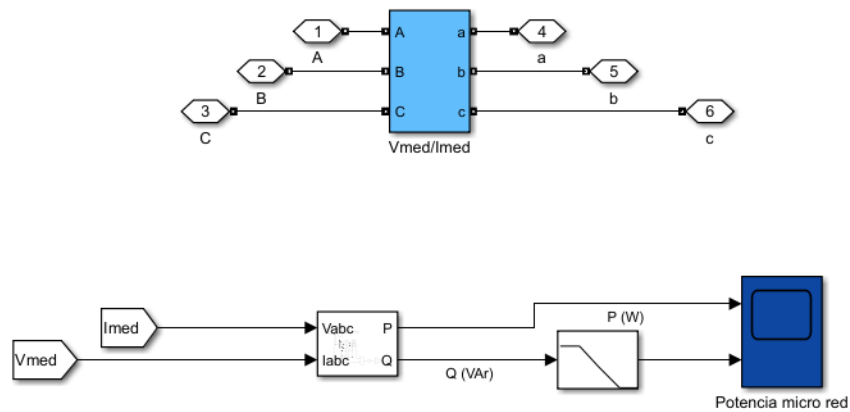 1
A
a
4
A
a
2
B
b
5
B
b
3
C
c
6
C
c
Vmed/Imed
Imed
Vabc
P
P (W)
Vmed
Iabc
Q
Q (VAr)
Potencia micro red